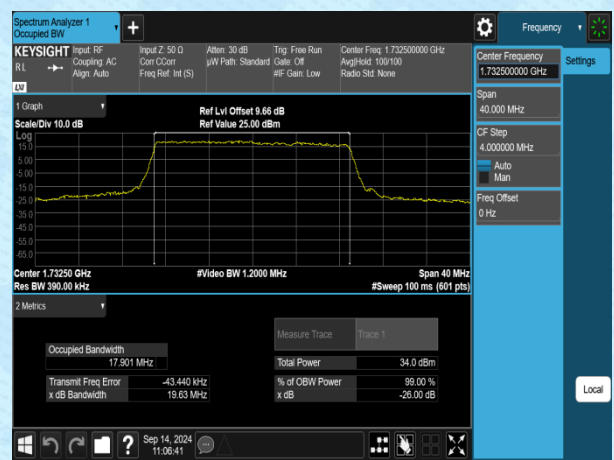 Spectrum Analyzer 1
Occupied BW
Frequency
KEYSIGHT
Input: RF
Input Z: 50 Ω
Atten: 30 dB
Trig: Free Run
Center Freq: 1.732500000 GHz
RL
Coupling: AC
Corr CCorr
µW Path: Standard
Gate: Off
Avg|Hold: 100/100
Align: Auto
Freq Ref: Int (S)
#IF Gain: Low
Radio Std: None
LXI
Center Frequency
1.732500000 GHz
Settings
Span
40.000 MHz
CF Step
4.000000 MHz
Auto
Man
Freq Offset
0 Hz
1 Graph
Ref Lvl Offset 9.66 dB
Scale/Div 10.0 dB
Ref Value 25.00 dBm
Log
15.0
5.00
-5.00
-15.0
-25.0
-35.0
-45.0
-55.0
-65.0
Center 1.73250 GHz
#Video BW 1.2000 MHz
Span 40 MHz
Res BW 390.00 kHz
#Sweep 100 ms (601 pts)
2 Metrics
Measure Trace
Trace 1
Occupied Bandwidth
17.901 MHz
Total Power
34.0 dBm
Transmit Freq Error
-43.440 kHz
% of OBW Power
99.00 %
x dB Bandwidth
19.63 MHz
x dB
-26.00 dB
Local
?
Sep 14, 2024
11:06:41